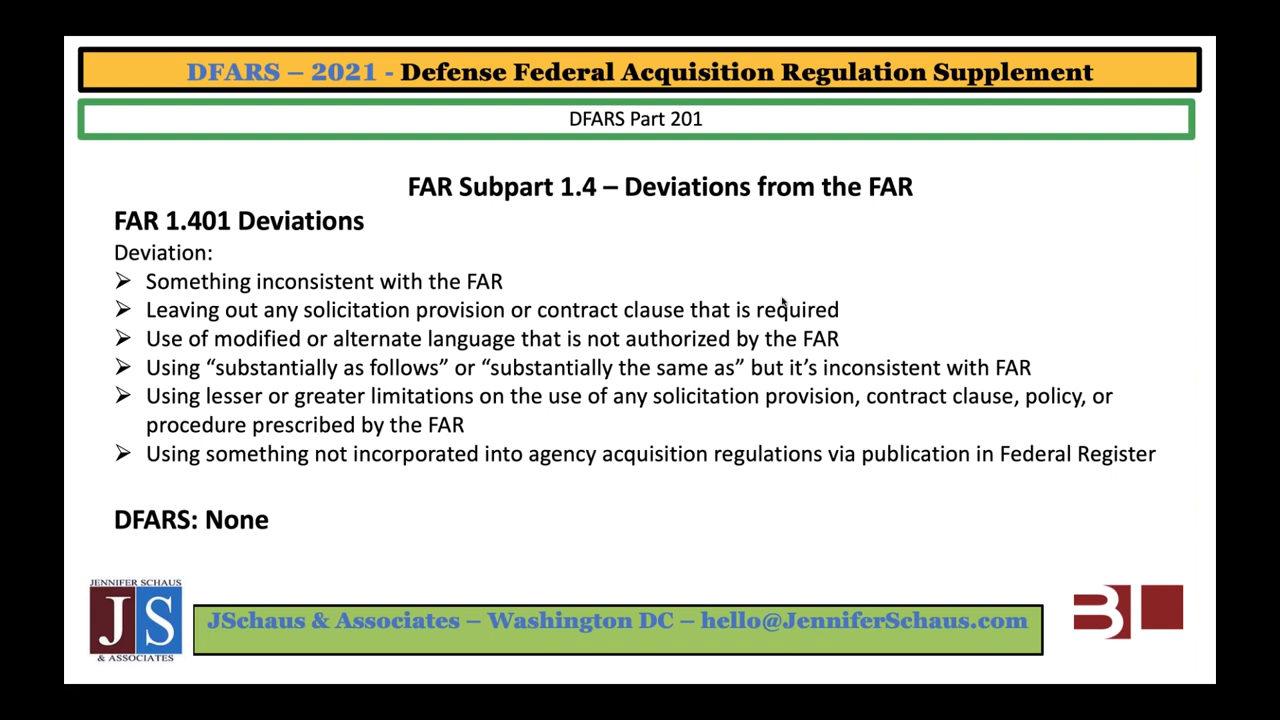 DFARS – 2021 - Defense Federal Acquisition Regulation Supplement
DFARS Part 201
FAR Subpart 1.4 – Deviations from the FAR
FAR 1.401 Deviations
Deviation:
➢ Something inconsistent with the FAR
➢ Leaving out any solicitation provision or contract clause that is required
➢ Use of modified or alternate language that is not authorized by the FAR
➢ Using “substantially as follows” or “substantially the same as” but it’s inconsistent with FAR
➢ Using lesser or greater limitations on the use of any solicitation provision, contract clause, policy, or
procedure prescribed by the FAR
➢ Using something not incorporated into agency acquisition regulations via publication in Federal Register
DFARS: None
JENNIFER SCHAUS
JS
& ASSOCIATES
JSchaus & Associates – Washington DC – hello@JenniferSchaus.com
B